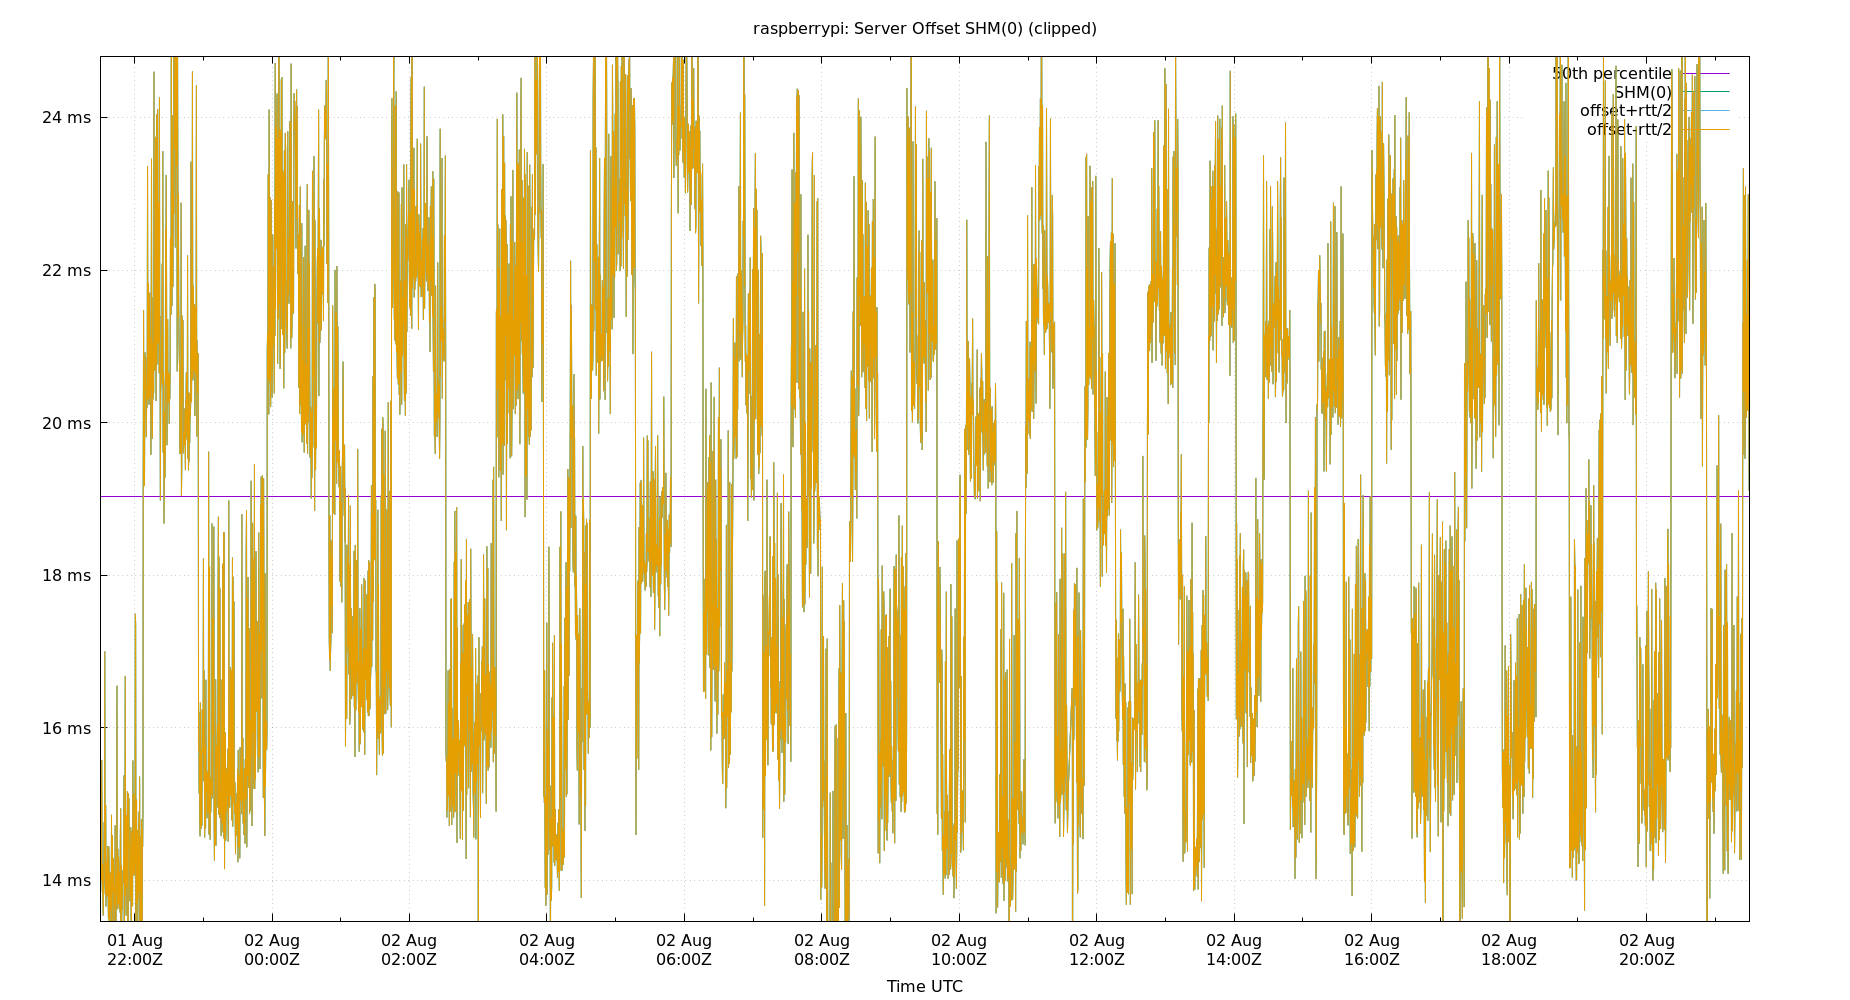 raspberrypi: Server Offset SHM(0) (clipped)
50th percentile
SHM(0)
offset+rtt/2
offset-rtt/2
24 ms
22 ms
20 ms
18 ms
16 ms
14 ms
01 Aug 02 Aug 02 Aug 02 Aug 02 Aug 02 Aug 02 Aug 02 Aug 02 Aug 02 Aug 02 Aug 02 Aug
22:00Z 00:00Z 02:00Z 04:00Z 06:00Z 08:00Z 10:00Z 12:00Z 14:00Z 16:00Z 18:00Z 20:00Z
Time UTC